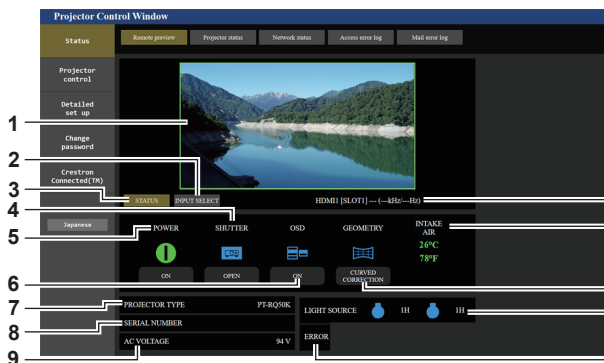 Projector Control Window
Status
Remote preview
Projector status
Network status
Access error log
Mail error log
Projector
control
Detailed
set up
Change
password
Crestron
Connected(TM)
Japanese
1
2
3
4
5
6
7
8
9
STATUS
INPUT SELECT
HDMI1 [SLOT1] --- (---kHz/---Hz)
POWER
SHUTTER
OSD
GEOMETRY
INTAKE
AIR
26°C
78°F
ON
OPEN
ON
CURVED
CORRECTION
PROJECTOR TYPE PT-RQ50K
SERIAL NUMBER
AC VOLTAGE 94 V
LIGHT SOURCE 1H 1H
ERROR